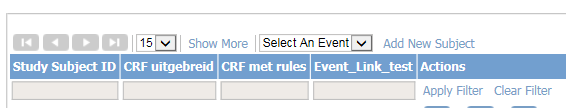 15 Show More Select An Event Add New Subject
Study Subject ID CRF uitgebreid CRF met rules Event_Link_test Actions
Apply Filter Clear Filter